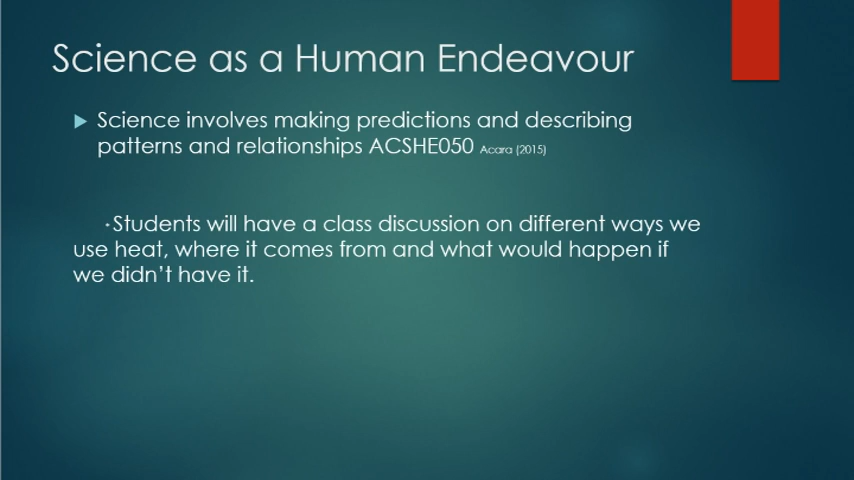 Science as a Human Endeavour
Science involves making predictions and describing
patterns and relationships ACSHE050 Acara (2015)
·Students will have a class discussion on different ways we
use heat, where it comes from and what would happen if
we didn’t have it.